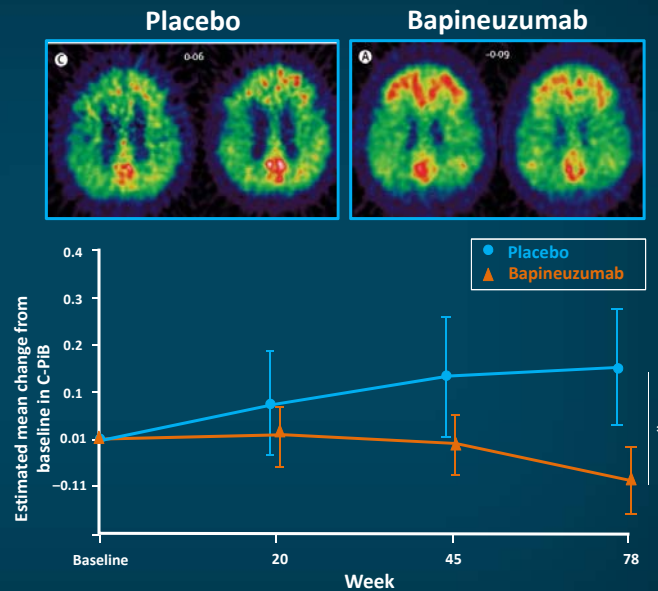 Placebo
Bapineuzumab
C
0·06
A
–0·09
Placebo
Bapineuzumab
Estimated mean change from
baseline in C-PiB
0.4
0.3
0.2
0.1
0.01
–0.11
Baseline
20
45
78
Week